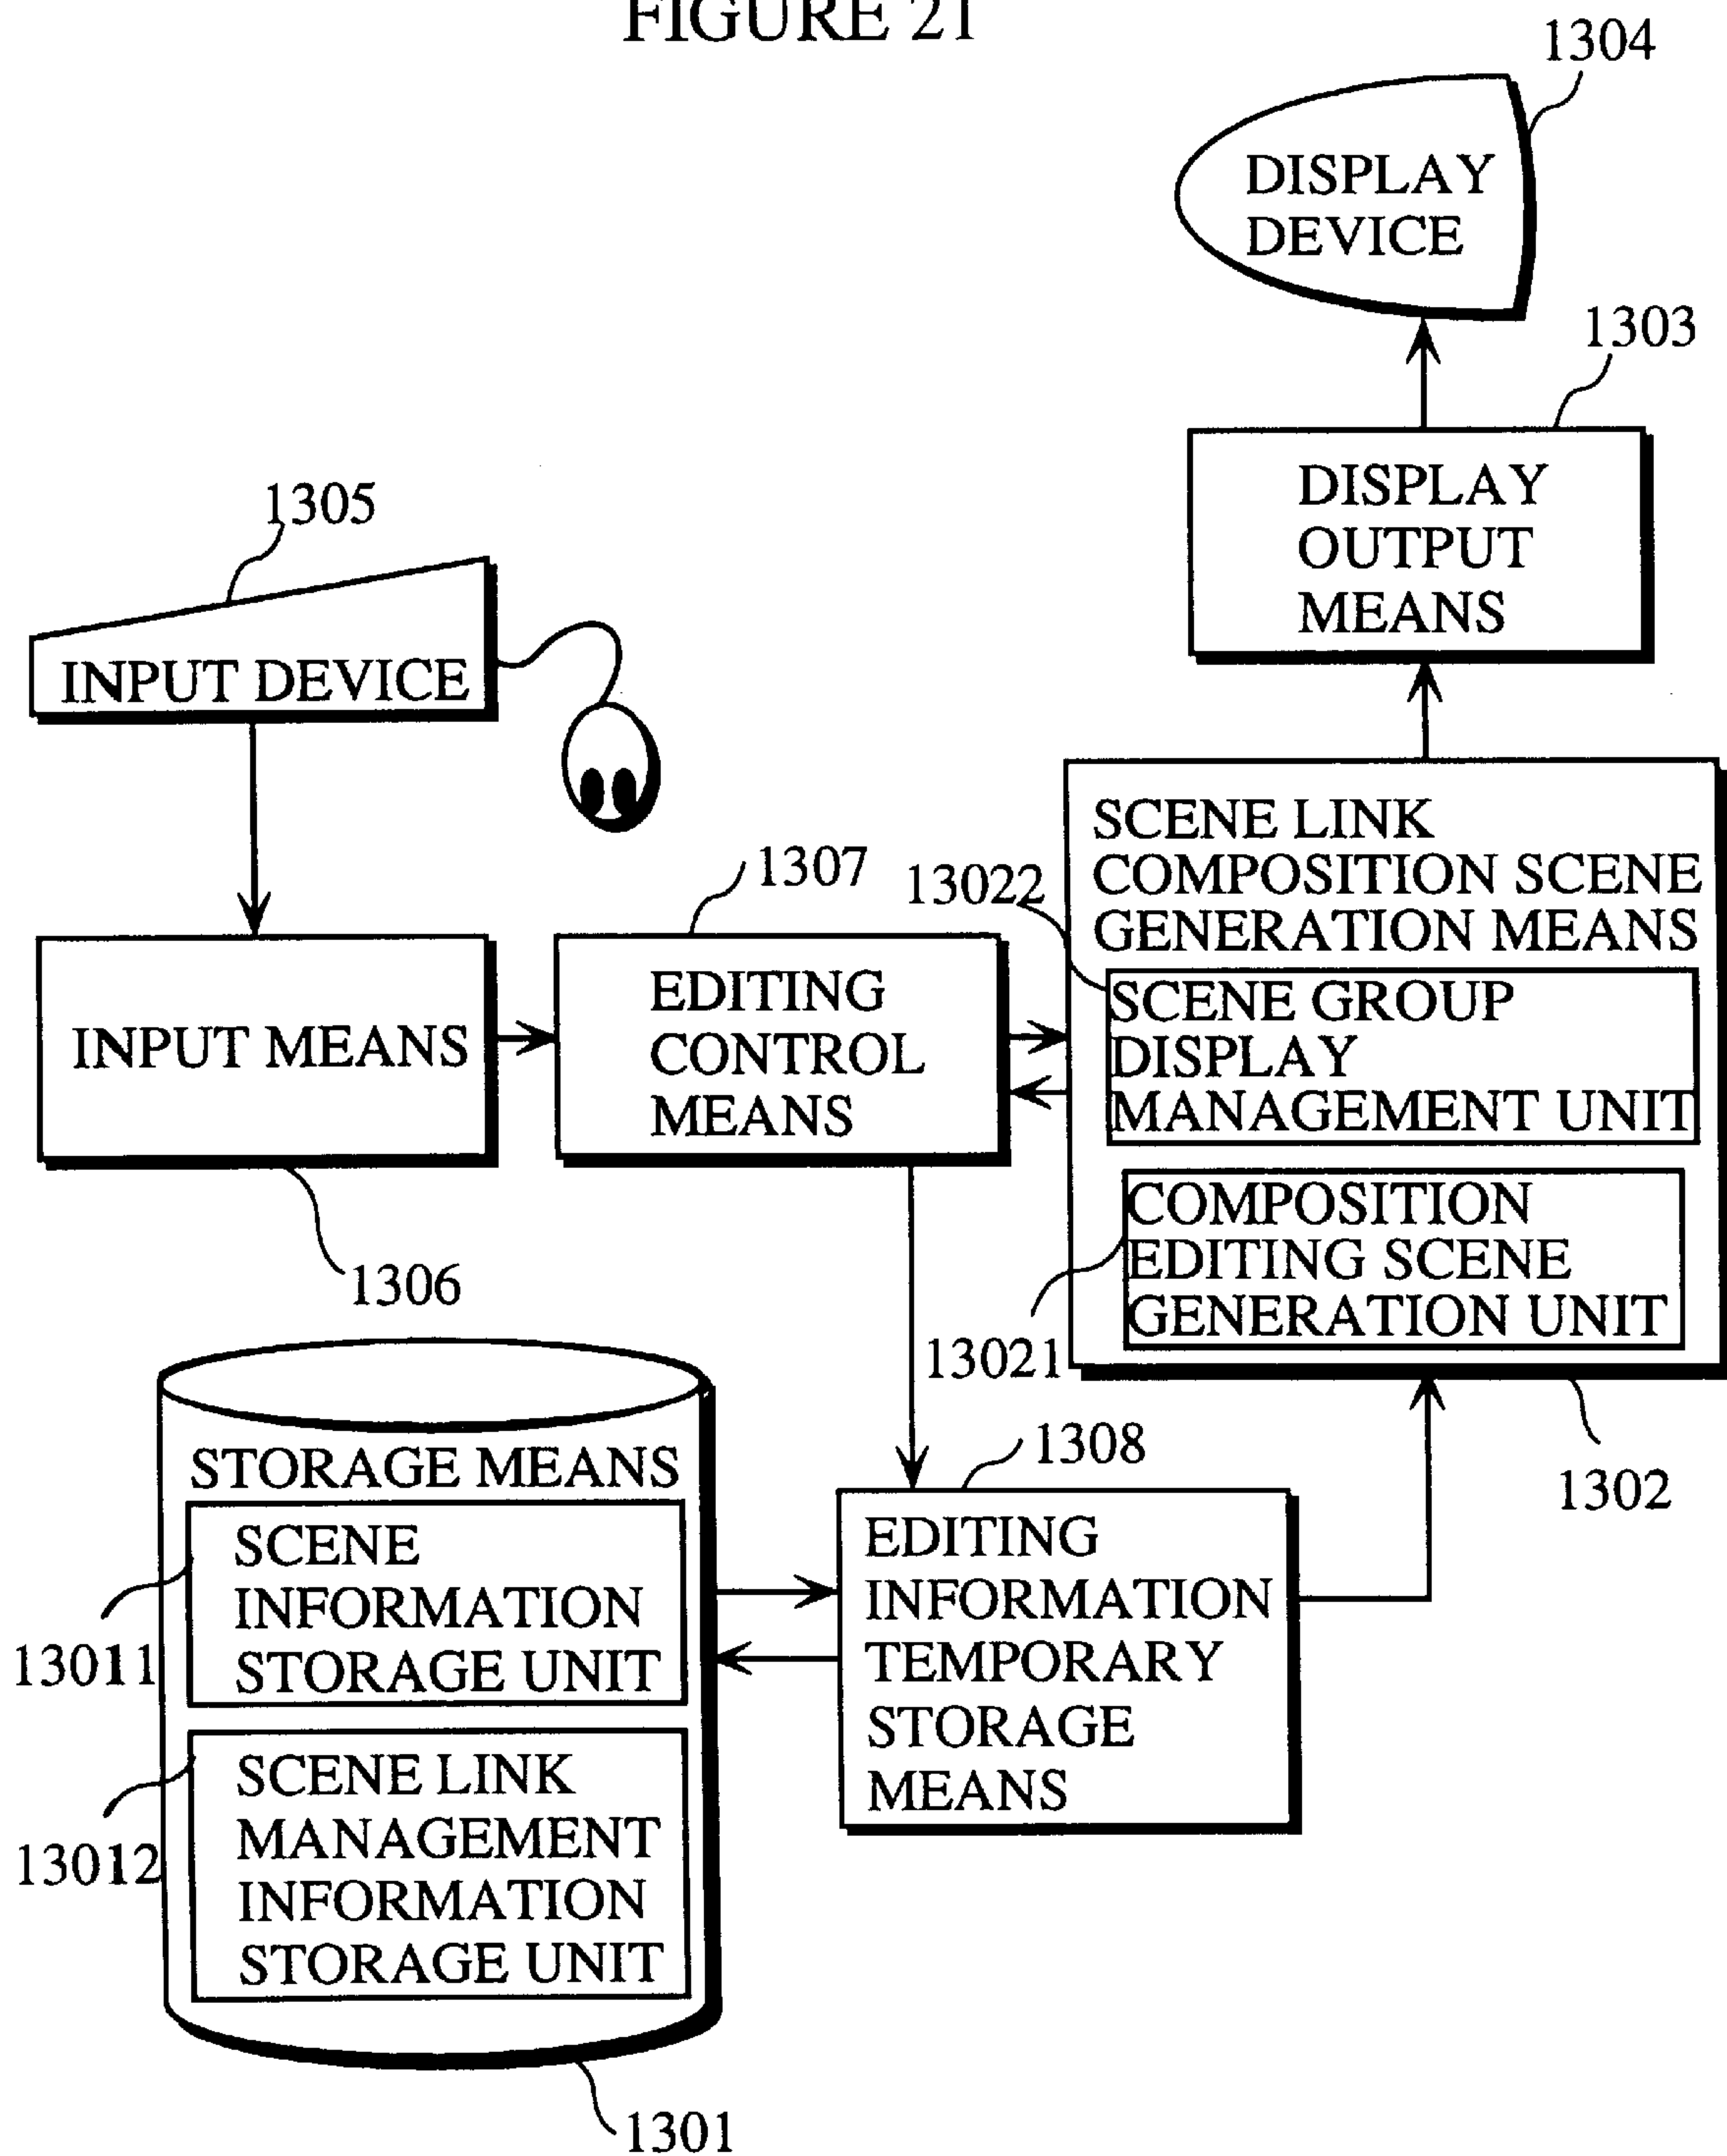 FIGURE 21
1304
DISPLAY
DEVICE
1303
DISPLAY
OUTPUT
MEANS
1305
INPUT DEVICE
1307
13022
SCENE LINK
COMPOSITION SCENE
GENERATION MEANS
SCENE GROUP
DISPLAY
MANAGEMENT UNIT
COMPOSITION
EDITING SCENE
GENERATION UNIT
13021
1302
INPUT MEANS
1306
EDITING
CONTROL
MEANS
STORAGE MEANS
SCENE
INFORMATION
STORAGE UNIT
13011
SCENE LINK
MANAGEMENT
INFORMATION
STORAGE UNIT
13012
1301
1308
EDITING
INFORMATION
TEMPORARY
STORAGE
MEANS